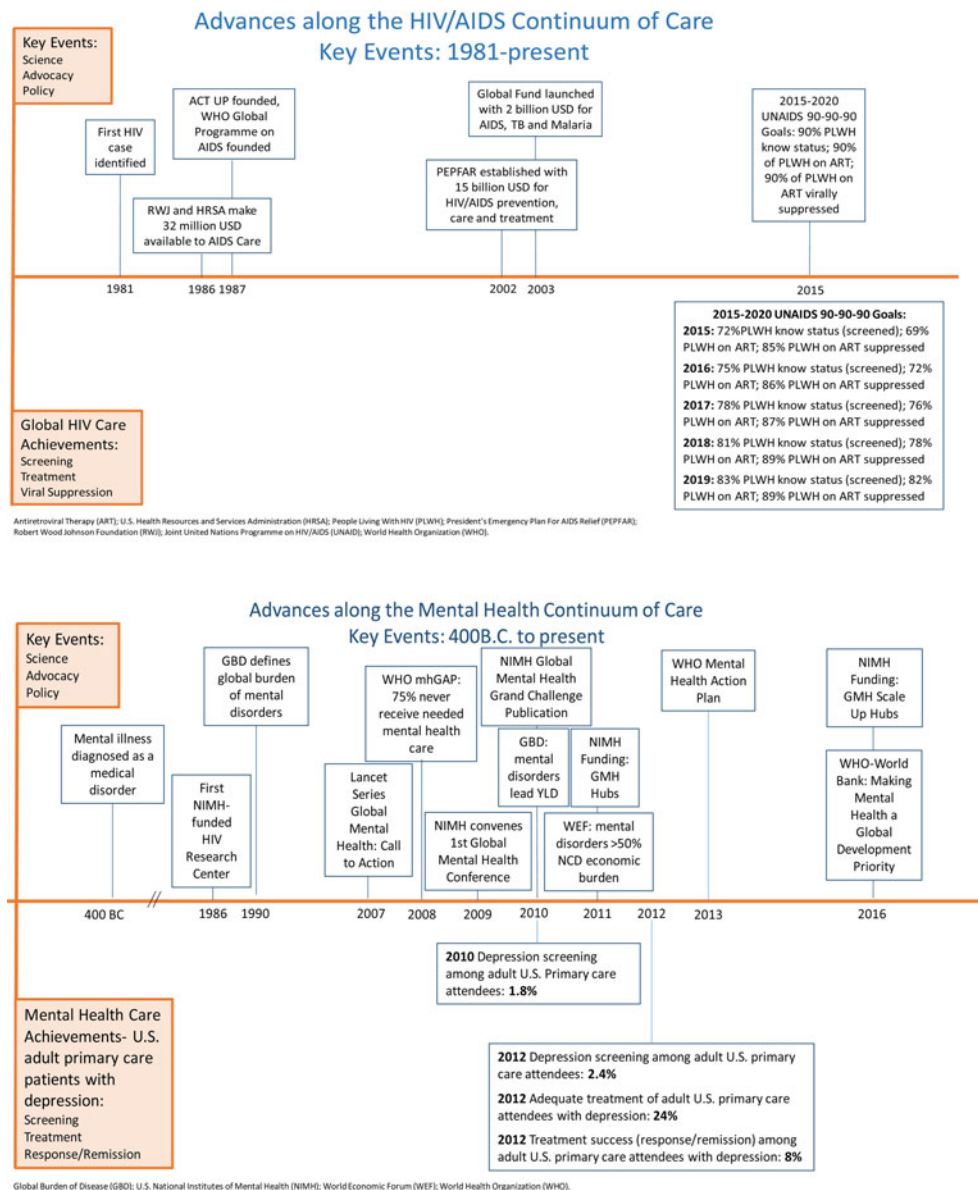 Advances along the HIV/AIDS Continuum of Care
Key Events: 1981-present
Key Events:
Science
Advocacy
Policy
First HIV
case
identified
ACT UP founded,
WHO Global
Programme on
AIDS founded
RWJ and HRSA make
32 million USD
available to AIDS Care
Global Fund launched
with 2 billion USD for
AIDS, TB and Malaria
PEPFAR established with
15 billion USD for
HIV/AIDS prevention,
care and treatment
2015-2020
UNAIDS 90-90-90
Goals: 90% PLWH
know status; 90%
of PLWH on ART;
90% of PLWH on
ART virally
suppressed
1981
1986
1987
2002
2003
2015
2015-2020 UNAIDS 90-90-90 Goals:
2015: 72%PLWH know status (screened); 69%
PLWH on ART; 85% PLWH on ART suppressed
2016: 75% PLWH know status (screened); 72%
PLWH on ART; 86% PLWH on ART suppressed
2017: 78% PLWH know status (screened); 76%
PLWH on ART; 87% PLWH on ART suppressed
2018: 81% PLWH know status (screened); 78%
PLWH on ART; 89% PLWH on ART suppressed
2019: 83% PLWH know status (screened); 82%
PLWH on ART; 89% PLWH on ART suppressed
Global HIV Care
Achievements:
Screening
Treatment
Viral Suppression
Antiretroviral Therapy (ART); U.S. Health Resources and Services Administration (HRSA); People Living With HIV (PLWH); President's Emergency Plan For AIDS Relief (PEPFAR);
Robert Wood Johnson Foundation (RWJ); Joint United Nations Programme on HIV/AIDS (UNAID); World Health Organization (WHO).
Advances along the Mental Health Continuum of Care
Key Events: 400B.C. to present
Key Events:
Science
Advocacy
Policy
Mental illness
diagnosed as a
medical
disorder
First
NIMH-
funded
HIV
Research
Center
GBD defines
global burden
of mental
disorders
Lancet
Series
Global
Mental
Health: Call
to Action
WHO mhGAP:
75% never
receive needed
mental health
care
NIMH convenes
1st Global
Mental Health
Conference
NIMH Global
Mental Health
Grand Challenge
Publication
GBD:
mental
disorders
lead YLD
NIMH
Funding:
GMH
Hubs
WEF: mental
disorders >50%
NCD economic
burden
WHO Mental
Health Action
Plan
NIMH
Funding:
GMH Scale
Up Hubs
WHO-World
Bank: Making
Mental
Health a
Global
Development
Priority
400 BC
1986
1990
2007
2008
2009
2010
2011
2012
2013
2016
2010 Depression screening
among adult U.S. Primary care
attendees: 1.8%
2012 Depression screening among adult U.S. primary
care attendees: 2.4%
2012 Adequate treatment of adult U.S. primary care
attendees with depression: 24%
2012 Treatment success (response/remission) among
adult U.S. primary care attendees with depression: 8%
Mental Health Care
Achievements- U.S.
adult primary care
patients with
depression:
Screening
Treatment
Response/Remission
Global Burden of Disease (GBD); U.S. National Institutes of Mental Health (NIMH); World Economic Forum (WEF); World Health Organization (WHO).